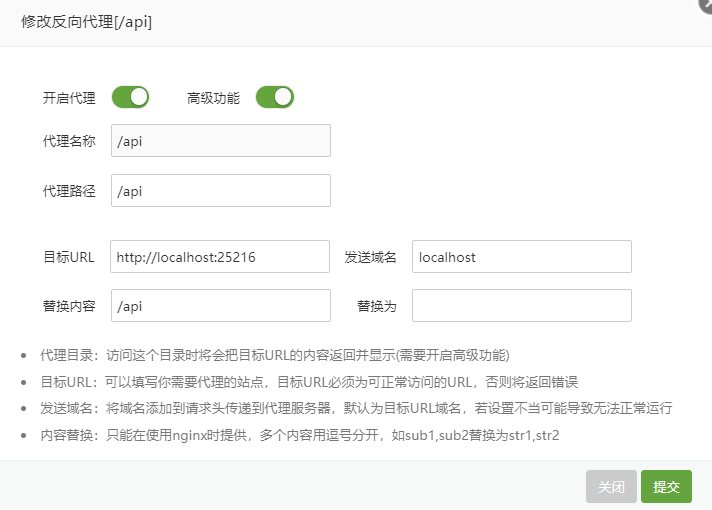 修改反向代理[/api]
开启代理 高级功能
代理名称 /api
代理路径 /api
目标URL http://localhost:25216 发送域名 localhost
替换内容 /api 替换为
代理目录：访问这个目录时将会把目标URL的内容返回并显示(需要开启高级功能)
目标URL：可以填写你需要代理的站点，目标URL必须为可正常访问的URL，否则将返回错误
发送域名：将域名添加到请求头传递到代理服务器，默认为目标URL域名，若设置不当可能导致无法正常运行
内容替换：只能在使用nginx时提供，多个内容用逗号分开，如sub1,sub2替换为str1,str2
关闭 提交